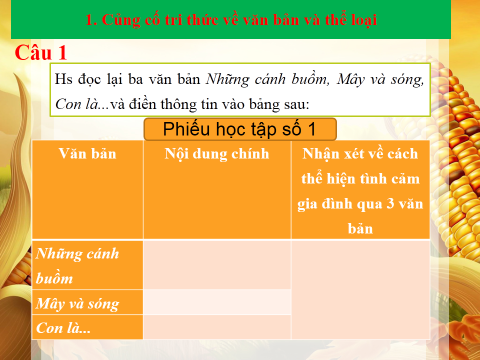 1. Củng cố tri thức về văn bản và thể loại
Câu 1
Hs đọc lại ba văn bản Những cánh buồm, Mây và sóng,
Con là...và điền thông tin vào bảng sau:
Phiếu học tập số 1
Văn bản
Nội dung chính
Nhận xét về cách
thể hiện tình cảm
gia đình qua 3 văn
bản
Những cánh
buồm
Mây và sóng
Con là...